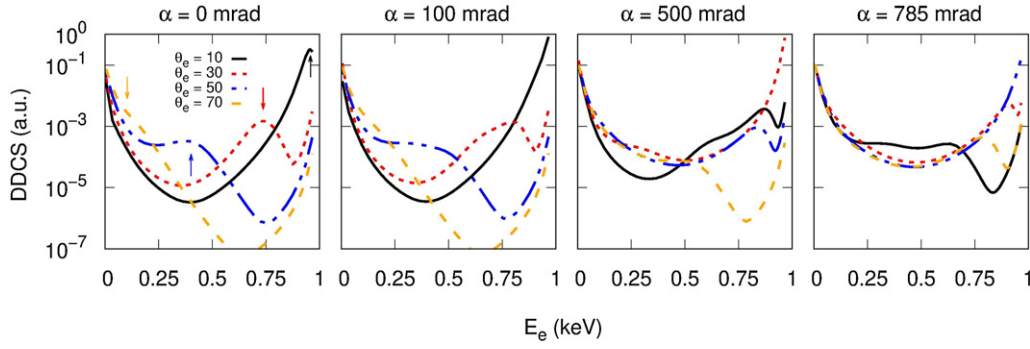 α = 0 mrad α = 100 mrad α = 500 mrad α = 785 mrad
10⁰
10⁻¹
10⁻³
10⁻⁵
10⁻⁷
DDCS (a.u.)
θₑ = 10
θₑ = 30
θₑ = 50
θₑ = 70
0 0.25 0.5 0.75 1 0 0.25 0.5 0.75 1 0 0.25 0.5 0.75 1 0 0.25 0.5 0.75 1
Eₑ (keV)